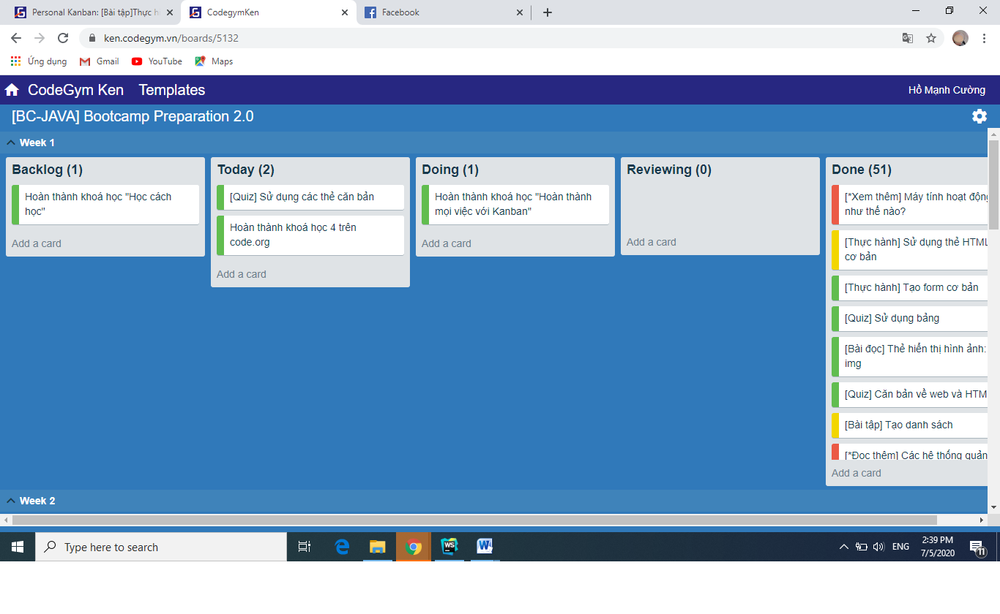 Personal Kanban: [Bài tập]Thực h
CodegymKen
Facebook
ken.codegym.vn/boards/5132
Ứng dụng
Gmail
YouTube
Maps
CodeGym Ken
Templates
Hồ Mạnh Cường
[BC-JAVA] Bootcamp Preparation 2.0
Week 1
Backlog (1)
Hoàn thành khoá học "Học cách
học"
Add a card
Today (2)
[Quiz] Sử dụng các thẻ căn bản
Hoàn thành khoá học 4 trên
code.org
Add a card
Doing (1)
Hoàn thành khoá học "Hoàn thành
mọi việc với Kanban"
Add a card
Reviewing (0)
Add a card
Done (51)
[*Xem thêm] Máy tính hoạt động
như thế nào?
[Thực hành] Sử dụng thẻ HTML
cơ bản
[Thực hành] Tạo form cơ bản
[Quiz] Sử dụng bảng
[Bài đọc] Thẻ hiển thị hình ảnh:
img
[Quiz] Căn bản về web và HTM
[Bài tập] Tạo danh sách
[*Đọc thêm] Các hệ thống quản
Add a card
Week 2
Type here to search
WS
W
ENG
2:39 PM
7/5/2020
11